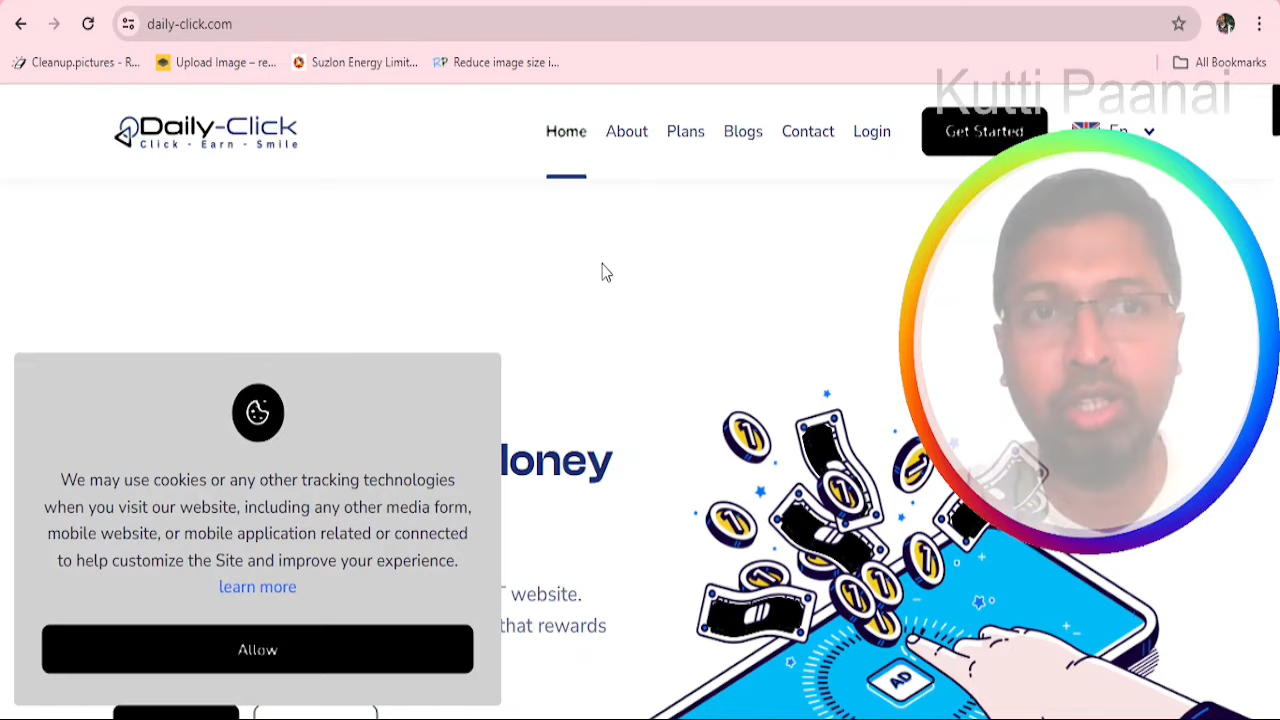 daily-click.com
Cleanup.pictures - R... Upload Image – re... Suzlon Energy Limit... Reduce image size i... All Bookmarks
Kutti Paanai
Daily-Click
Click - Earn - Smile
Home About Plans Blogs Contact Login Get Started En
We may use cookies or any other tracking technologies
when you visit our website, including any other media form,
mobile website, or mobile application related or connected
to help customize the Site and improve your experience.
learn more
Allow
website.
that rewards
AD